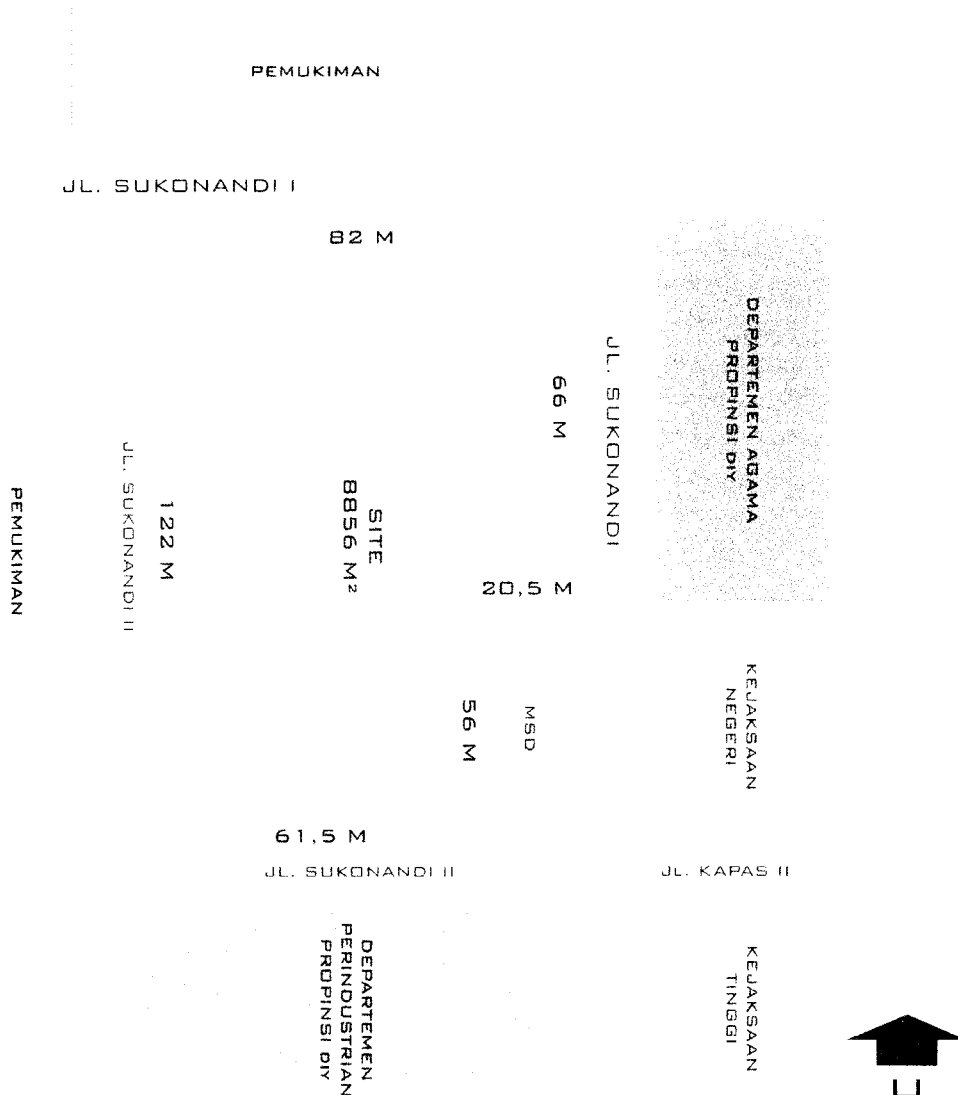 PEMUKIMAN
JL. SUKONANDI I
82 M
DEPARTEMEN AGAMA
PROPINSI DIY
JL. SUKONANDI
66 M
JL. SUKONANDI II
122 M
SITE
8856 M²
PEMUKIMAN
20,5 M
KEJAKSAAN
NEGERI
56 M
MSD
61,5 M
JL. SUKONANDI II
JL. KAPAS II
DEPARTEMEN
PERINDUSTRIAN
PROPINSI DIY
KEJAKSAAN
TINGGI